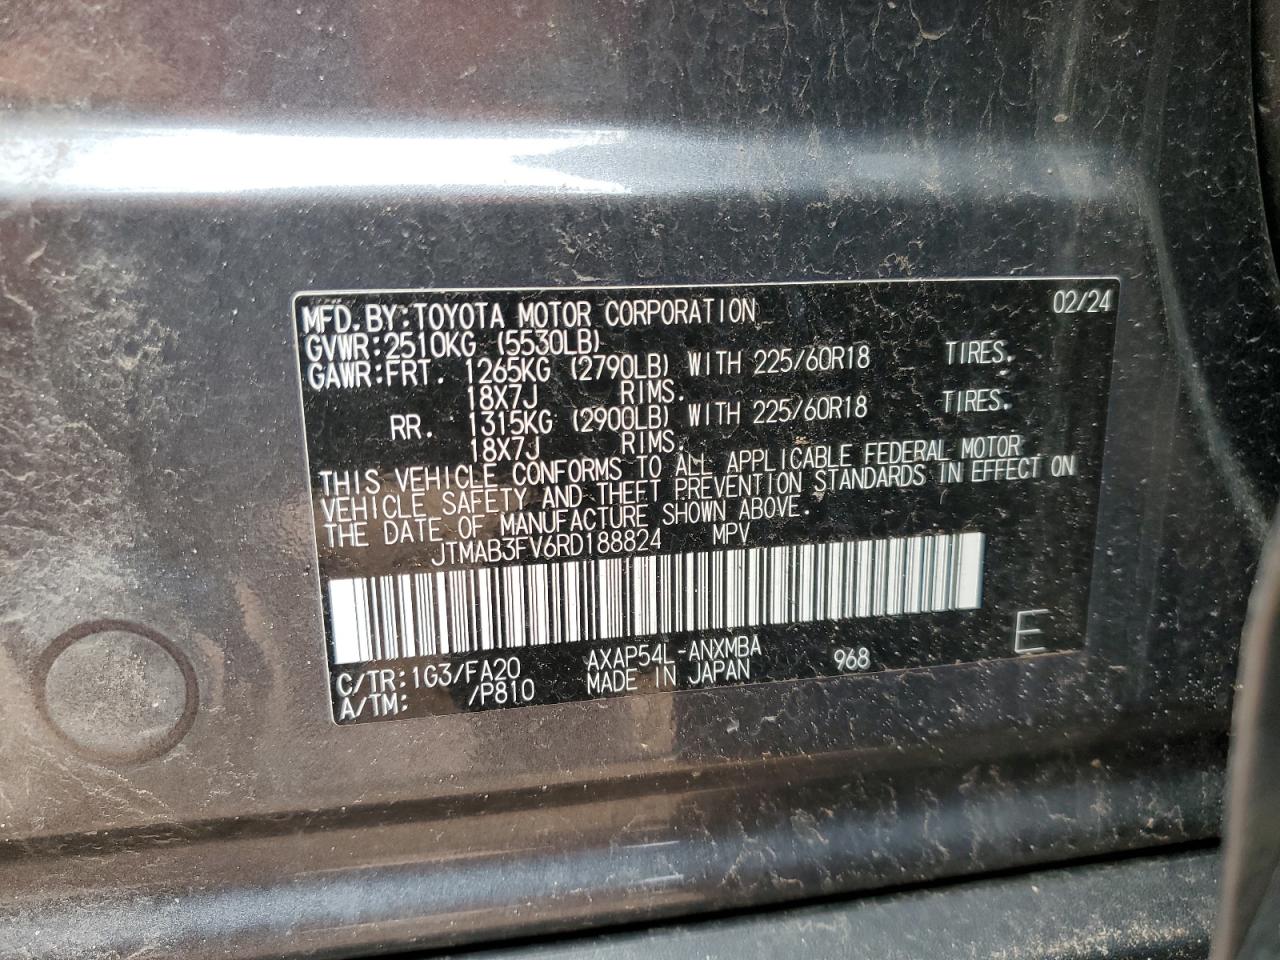 MFD.BY:TOYOTA MOTOR CORPORATION 02/24
GVWR:2510KG (5530LB)
GAWR:FRT. 1265KG (2790LB) WITH 225/60R18 TIRES.
18X7J RIMS.
RR. 1315KG (2900LB) WITH 225/60R18 TIRES.
18X7J RIMS.
THIS VEHICLE CONFORMS TO ALL APPLICABLE FEDERAL MOTOR
VEHICLE SAFETY AND THEFT PREVENTION STANDARDS IN EFFECT ON
THE DATE OF MANUFACTURE SHOWN ABOVE.
JTMAB3FV6RD188824 MPV
E
C/TR:1G3/FA20 AXAP54L-ANXMBA 968
A/TM: /P810 MADE IN JAPAN